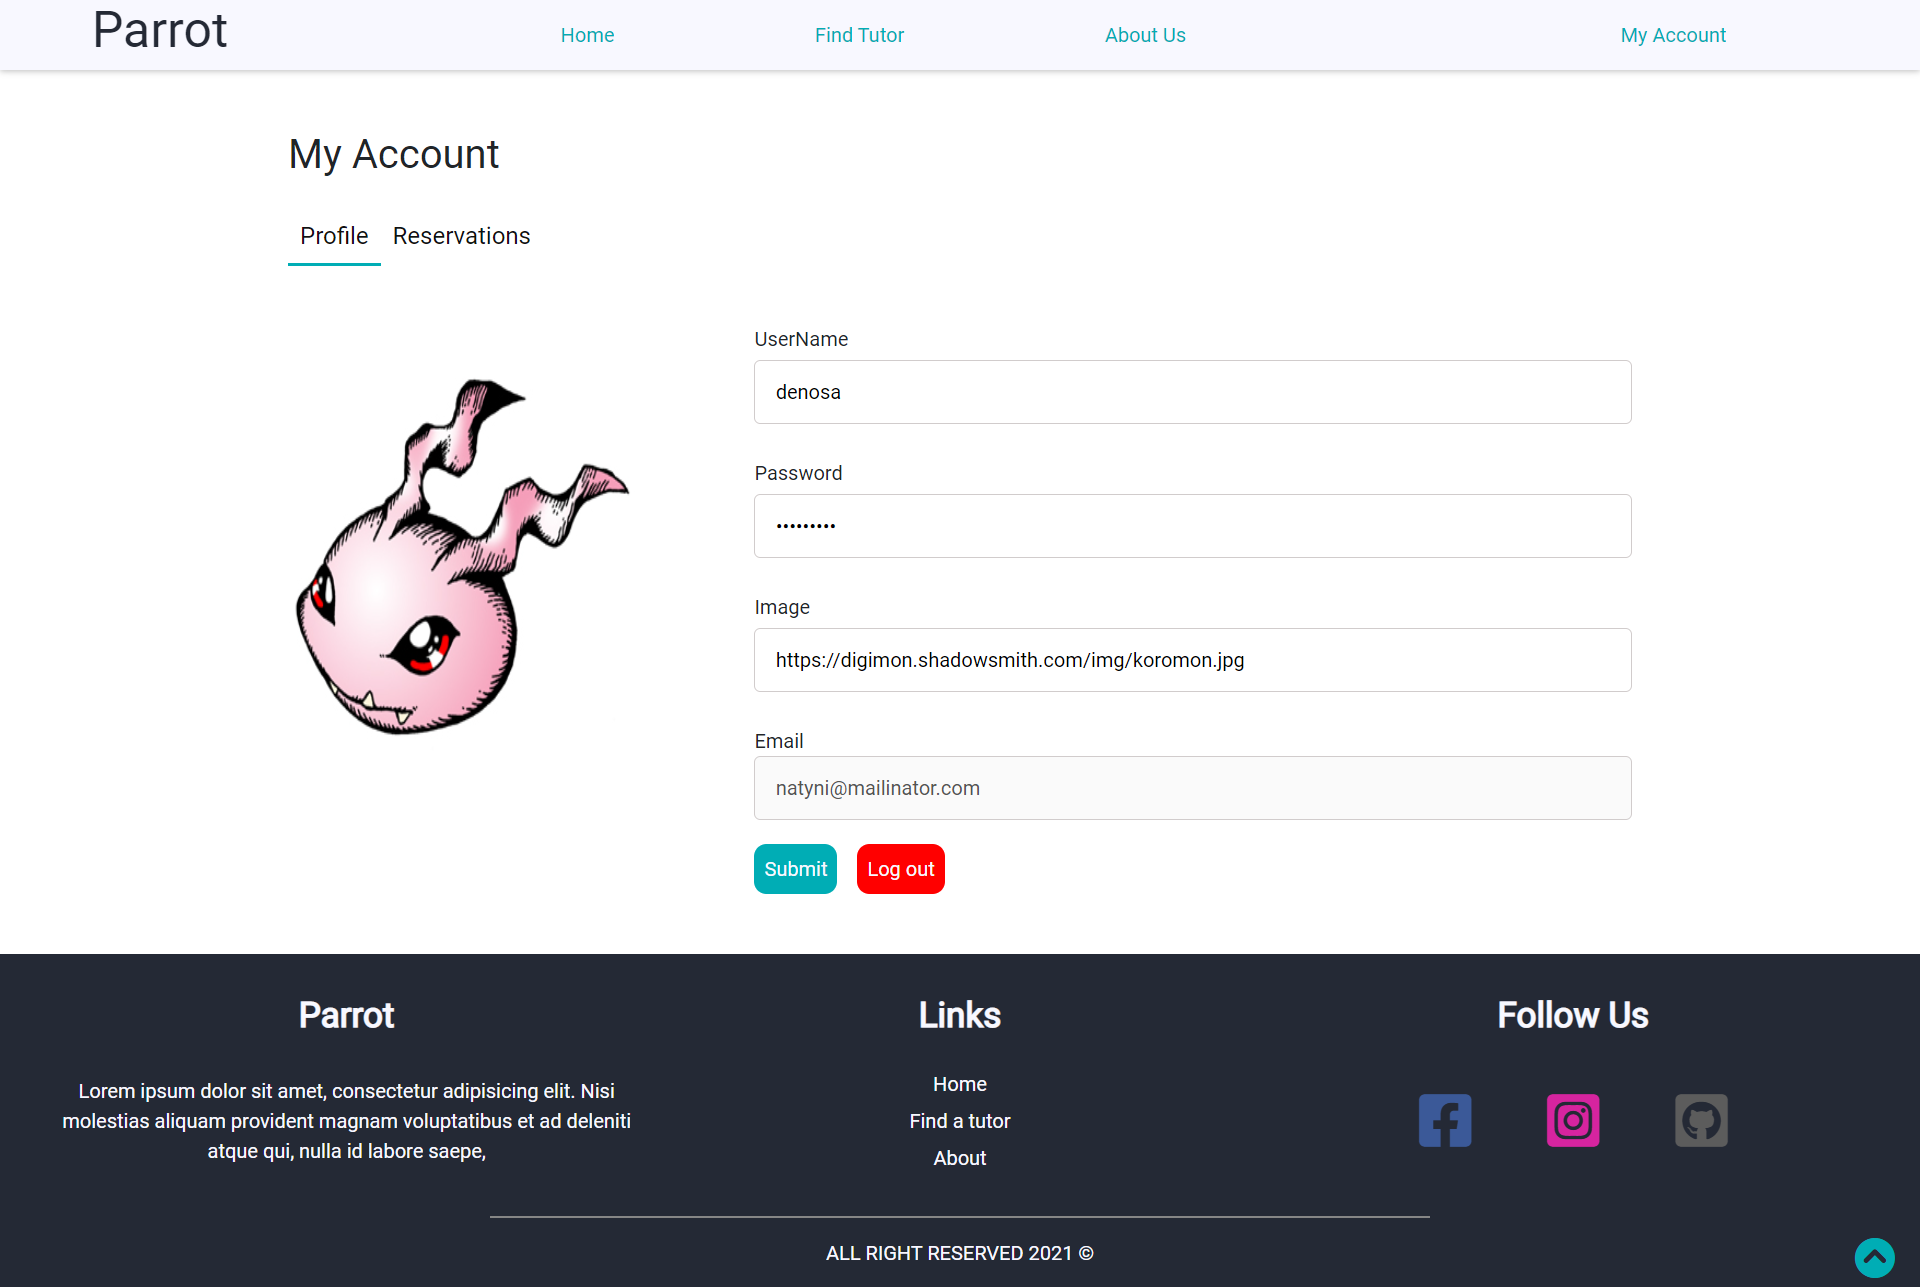 Parrot
Home
Find Tutor
About Us
My Account
My Account
Profile
Reservations
UserName
denosa
Password
•••••••••
Image
https://digimon.shadowsmith.com/img/koromon.jpg
Email
natyni@mailinator.com
Submit
Log out
Parrot
Lorem ipsum dolor sit amet, consectetur adipisicing elit. Nisi
molestias aliquam provident magnam voluptatibus et ad deleniti
atque qui, nulla id labore saepe,
Links
Home
Find a tutor
About
Follow Us
ALL RIGHT RESERVED 2021 ©